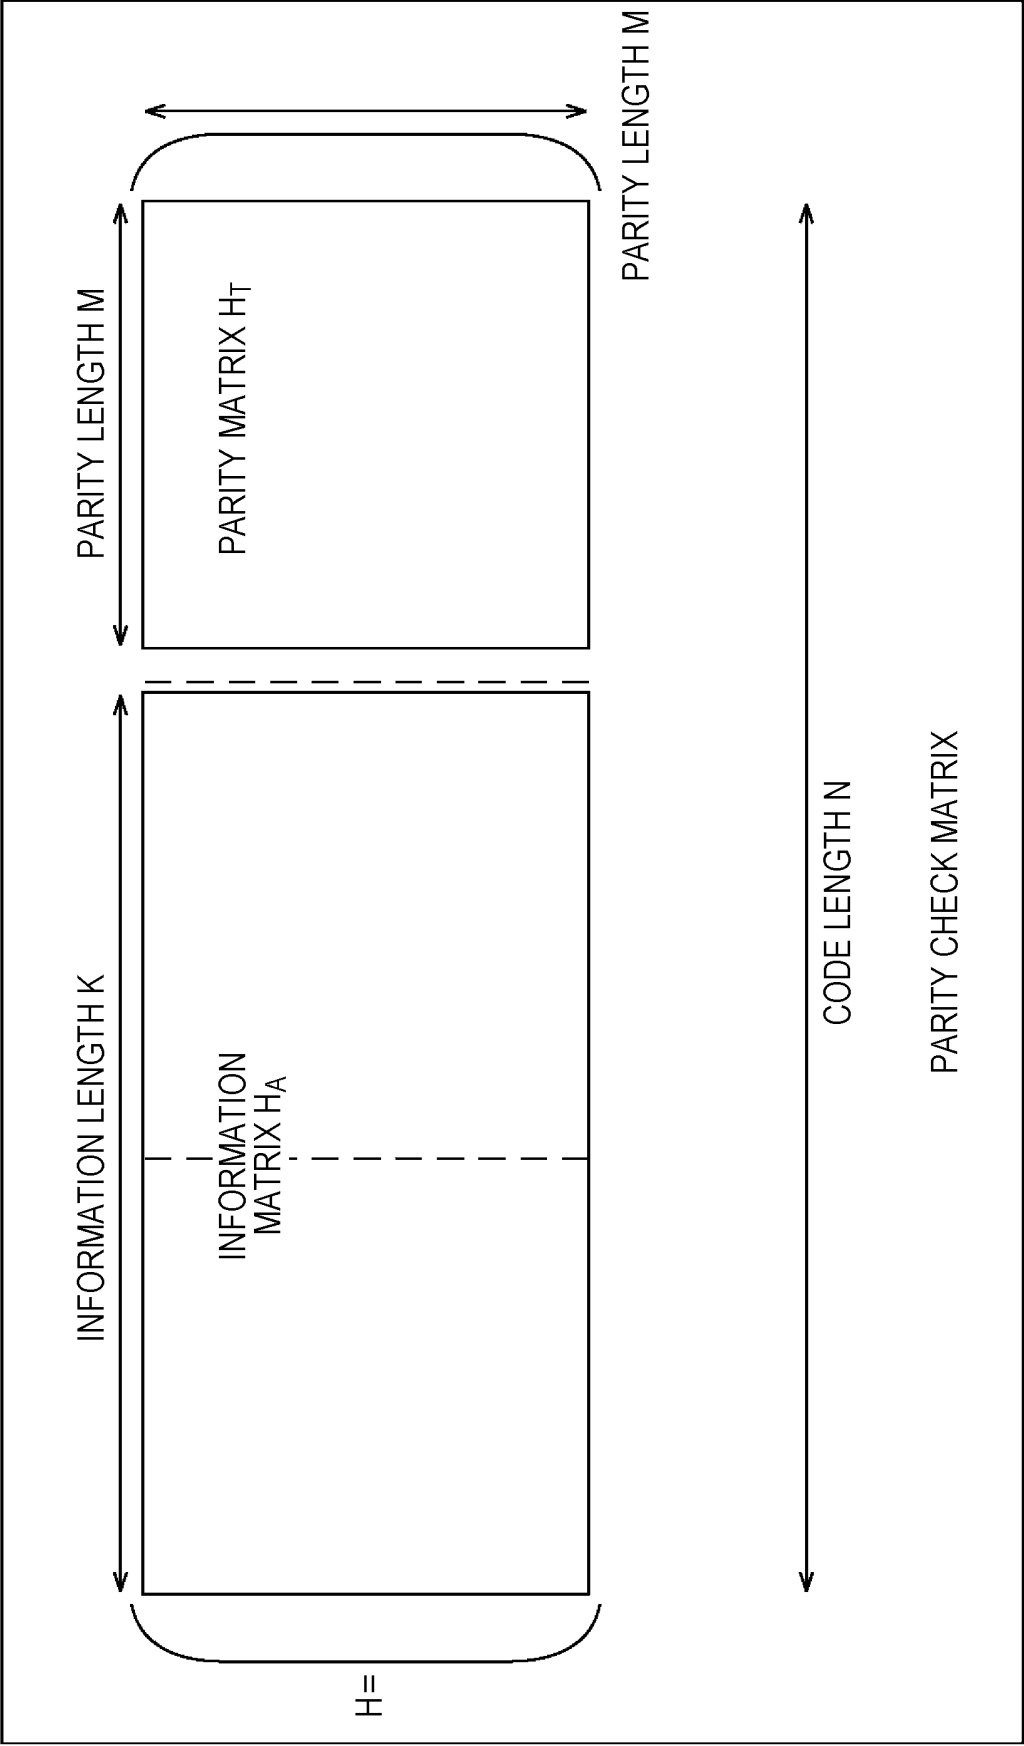 INFORMATION LENGTH K
PARITY LENGTH M
H=
INFORMATION
MATRIX HA
PARITY MATRIX HT
PARITY LENGTH M
CODE LENGTH N
PARITY CHECK MATRIX